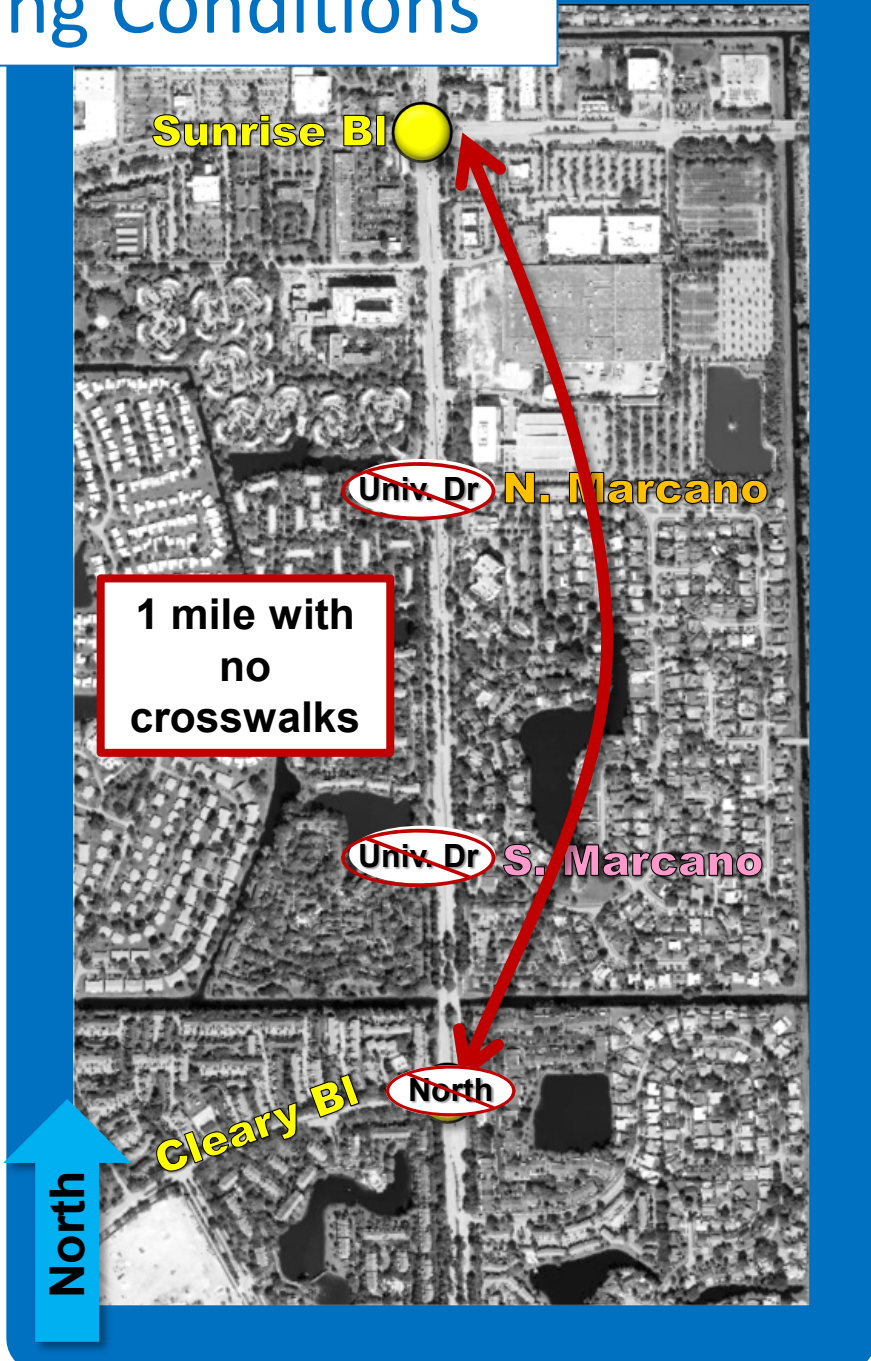 ng Conditions
Sunrise Bl
Univ. Dr N. Marcano
1 mile with
no
crosswalks
Univ. Dr S. Marcano
North
Cleary Bl
North